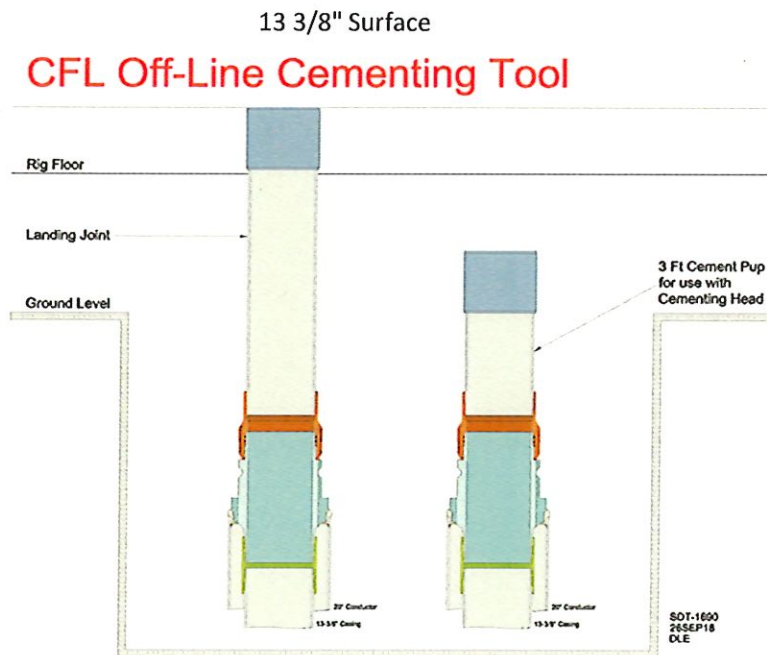 13 3/8" Surface
CFL Off-Line Cementing Tool
Rig Floor
Landing Joint
3 Ft Cement Pup
for use with
Cementing Head
Ground Level
20" Conductor
13-3/8" Casing
20" Conductor
13-3/8" Casing
SDT-1690
26SEP18
DLE